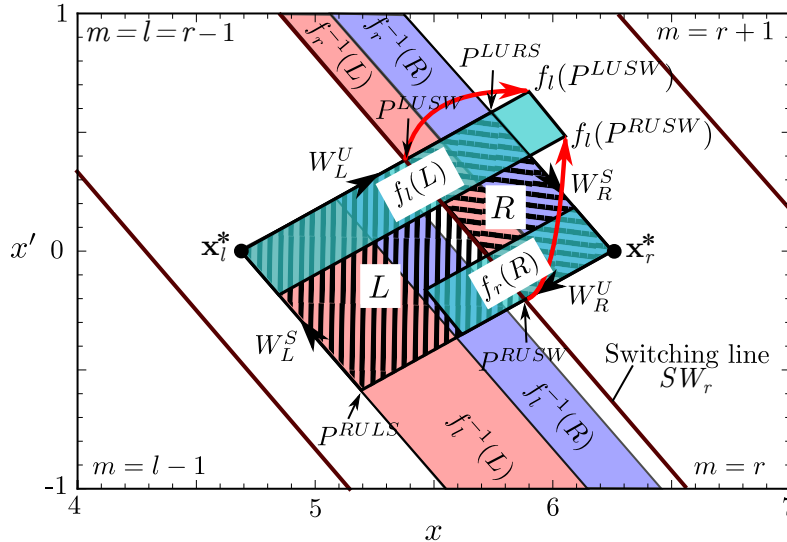 1
m = l = r − 1
f_r^{-1}(L)
f_r^{-1}(R)
P^{LURS}
m = r + 1
P^{LUSW}
f_l(P^{LUSW})
f_l(P^{RUSW})
W_L^U
f_l(L)
W_R^S
R
x′
0
x_l^*
x_r^*
L
f_r(R)
W_R^U
W_L^S
P^{RUSW}
Switching line
SW_r
P^{RULS}
f_l^{-1}(L)
f_l^{-1}(R)
m = l − 1
m = r
-1
4
5
6
7
x